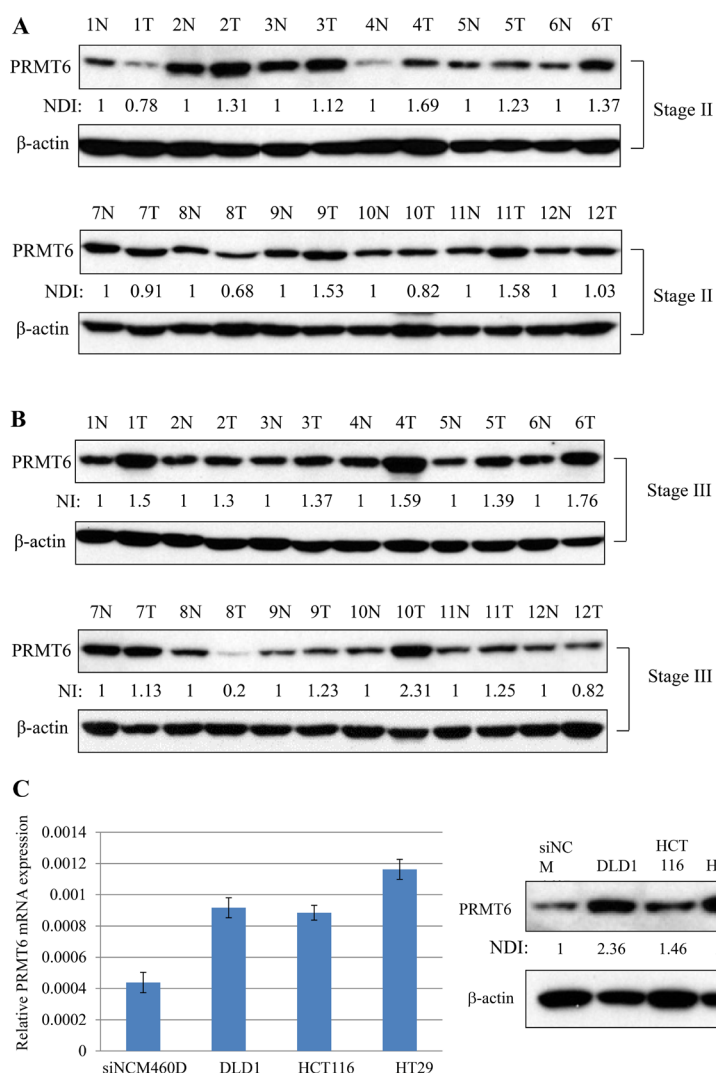 A
1N 1T 2N 2T 3N 3T 4N 4T 5N 5T 6N 6T
PRMT6
NDI: 1 0.78 1 1.31 1 1.12 1 1.69 1 1.23 1 1.37
Stage II
β-actin
7N 7T 8N 8T 9N 9T 10N 10T 11N 11T 12N 12T
PRMT6
NDI: 1 0.91 1 0.68 1 1.53 1 0.82 1 1.58 1 1.03
Stage II
β-actin
B
1N 1T 2N 2T 3N 3T 4N 4T 5N 5T 6N 6T
PRMT6
NI: 1 1.5 1 1.3 1 1.37 1 1.59 1 1.39 1 1.76
Stage III
β-actin
7N 7T 8N 8T 9N 9T 10N 10T 11N 11T 12N 12T
PRMT6
NI: 1 1.13 1 0.2 1 1.23 1 2.31 1 1.25 1 0.82
Stage III
β-actin
C
Relative PRMT6 mRNA expression
0.0014
0.0012
0.001
0.0008
0.0006
0.0004
0.0002
0
siNCM460D DLD1 HCT116 HT29
siNC
M
DLD1
HCT
116
H
PRMT6
NDI: 1 2.36 1.46
β-actin